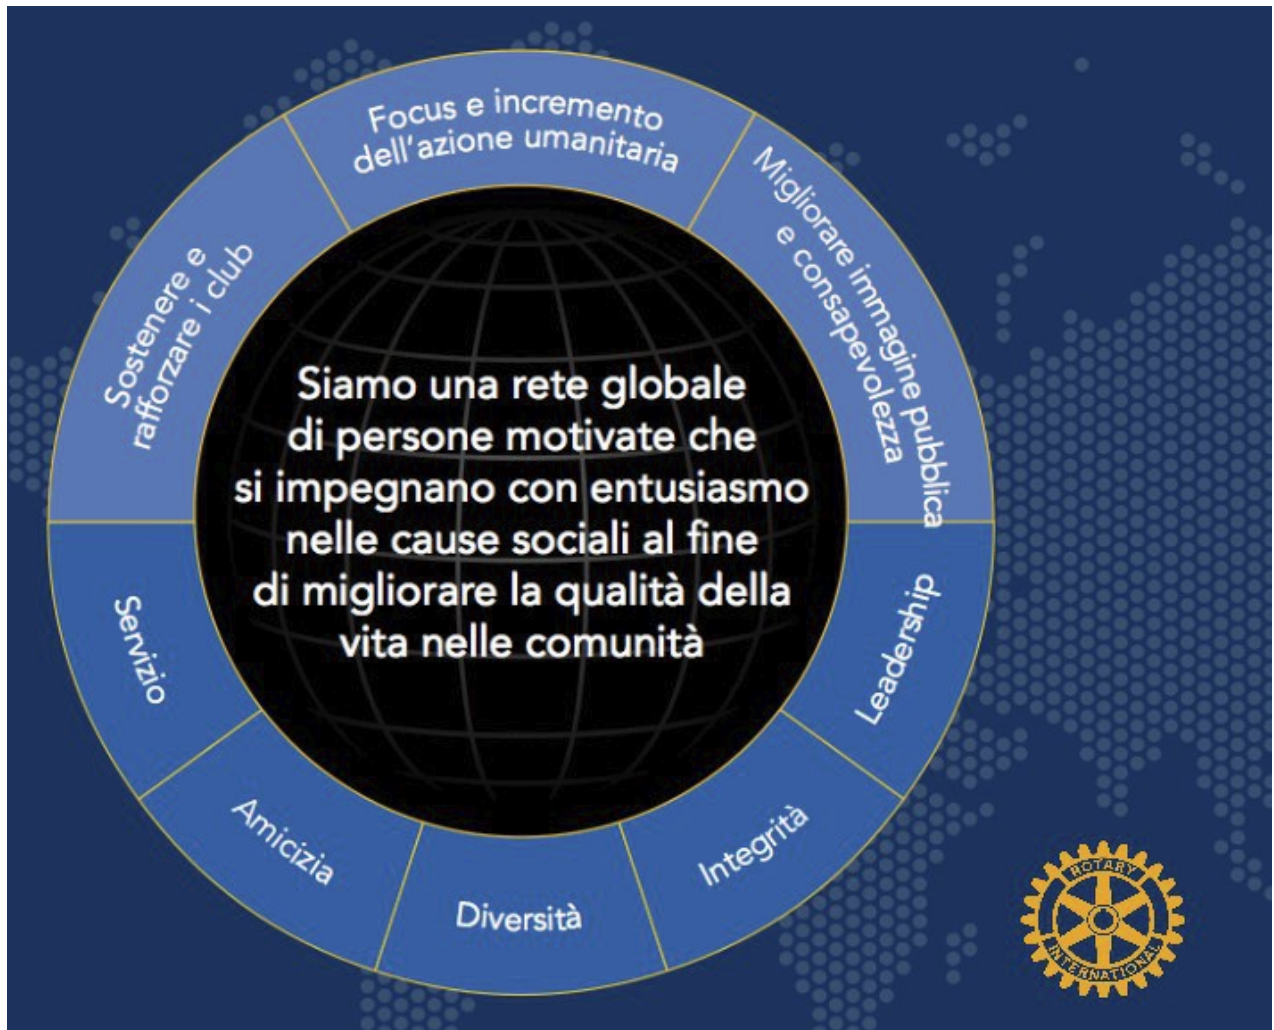 Focus e incremento
dell'azione umanitaria
Migliorare immagine pubblica
e consapevolezza
Sostenere e
rafforzare i club
Siamo una rete globale
di persone motivate che
si impegnano con entusiasmo
nelle cause sociali al fine
di migliorare la qualità della
vita nelle comunità
Servizio
Amicizia
Diversità
Integrità
Leadership
ROTARY
INTERNATIONAL